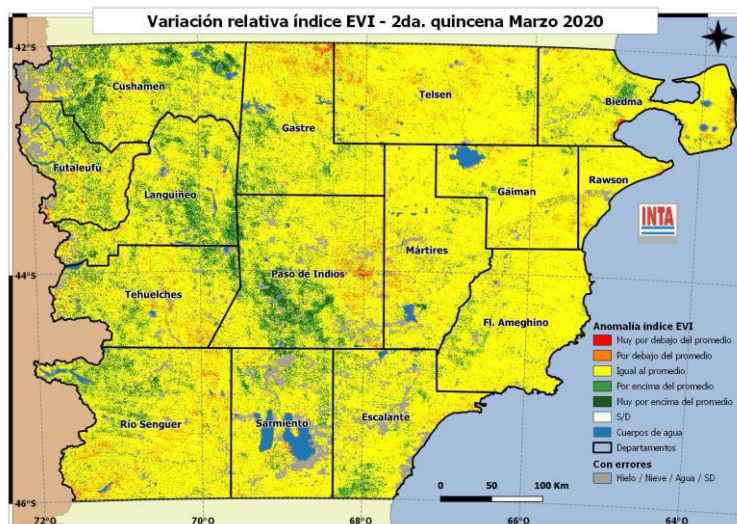 Variación relativa índice EVI - 2da. quincena Marzo 2020
42°S
Cushamen
Telsen
Biedma
Gastre
Futaleufú
Languiñeo
Gaiman
Rawson
INTA
Mártires
44°S
Paso de Indios
Tehuelches
Fl. Ameghino
Anomalía índice EVI
Muy por debajo del promedio
Por debajo del promedio
Igual al promedio
Por encima del promedio
Muy por encima del promedio
S/D
Cuerpos de agua
Departamentos
Con errores
Hielo / Nieve / Agua / SD
Río Senguer
Sarmiento
Escalante
0 50 100 Km
46°S
72°O 70°O 68°O 66°O 64°O